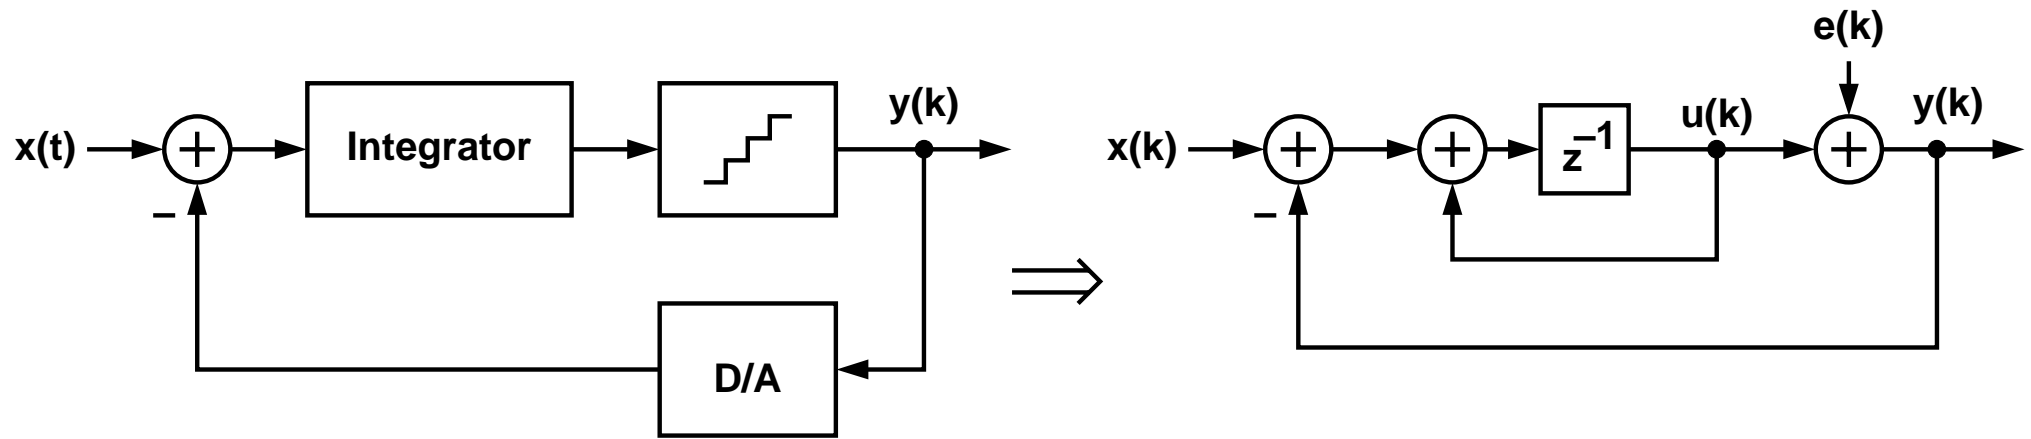 x(t)
+
−
Integrator
y(k)
D/A
x(k)
+
−
+
z⁻¹
u(k)
e(k)
+
y(k)